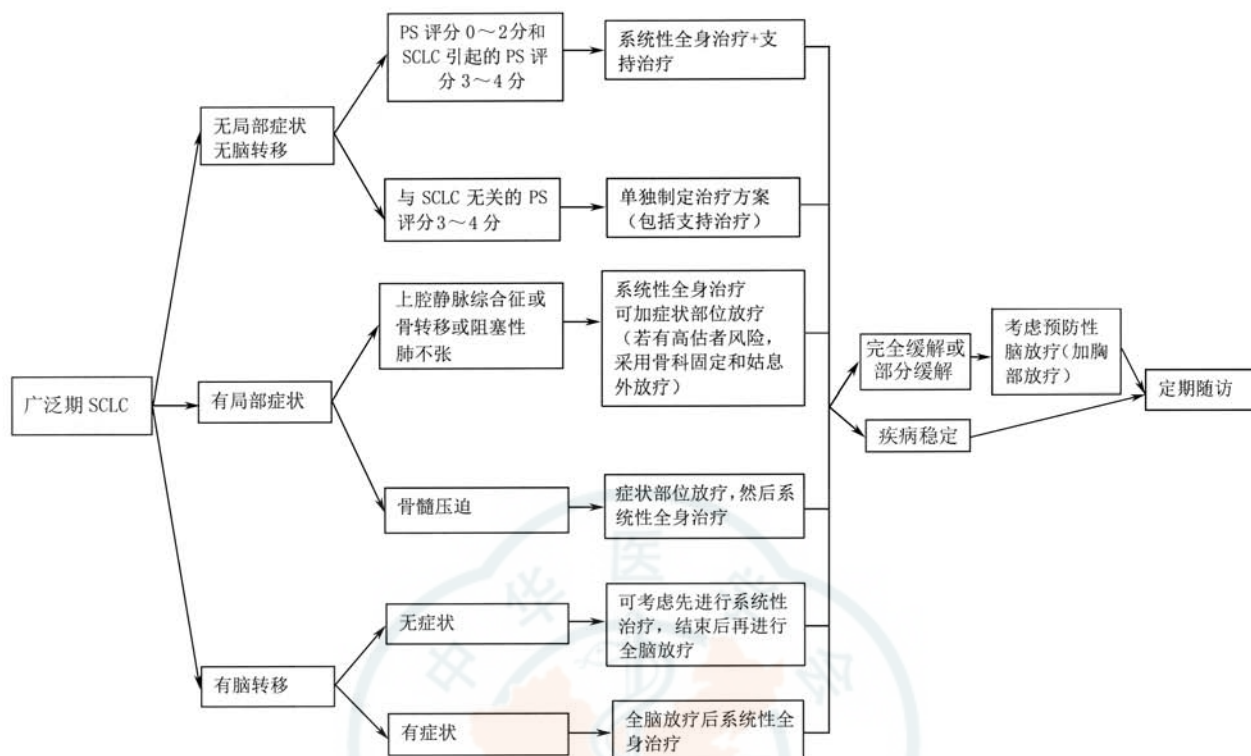 PS 评分 0～2分和
SCLC 引起的 PS 评
分 3～4 分
系统性全身治疗+支
持治疗
无局部症状
无脑转移
与 SCLC 无关的 PS
评分3～4分
单独制定治疗方案
（包括支持治疗）
上腔静脉综合征或
骨转移或阻塞性
肺不张
系统性全身治疗
可加症状部位放疗
（若有高估者风险，
采用骨科固定和姑息
外放疗）
广泛期 SCLC
有局部症状
完全缓解或
部分缓解
考虑预防性
脑放疗（加胸
部放疗）
定期随访
疾病稳定
骨髓压迫
症状部位放疗,然后系
统性全身治疗
无症状
可考虑先进行系统性
治疗，结束后再进行
全脑放疗
有脑转移
有症状
全脑放疗后系统性全
身治疗
中华医学会